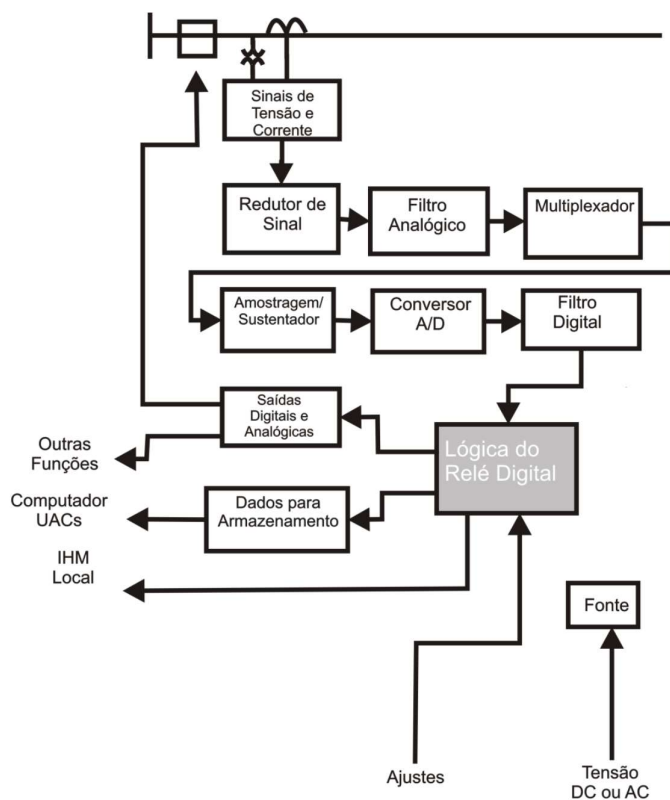 Sinais de
Tensão e
Corrente
Redutor de
Sinal
Filtro
Analógico
Multiplexador
Amostragem/
Sustentador
Conversor
A/D
Filtro
Digital
Saídas
Digitais e
Analógicas
Lógica do
Relé Digital
Outras
Funções
Computador
UACs
Dados para
Armazenamento
IHM
Local
Fonte
Ajustes
Tensão
DC ou AC